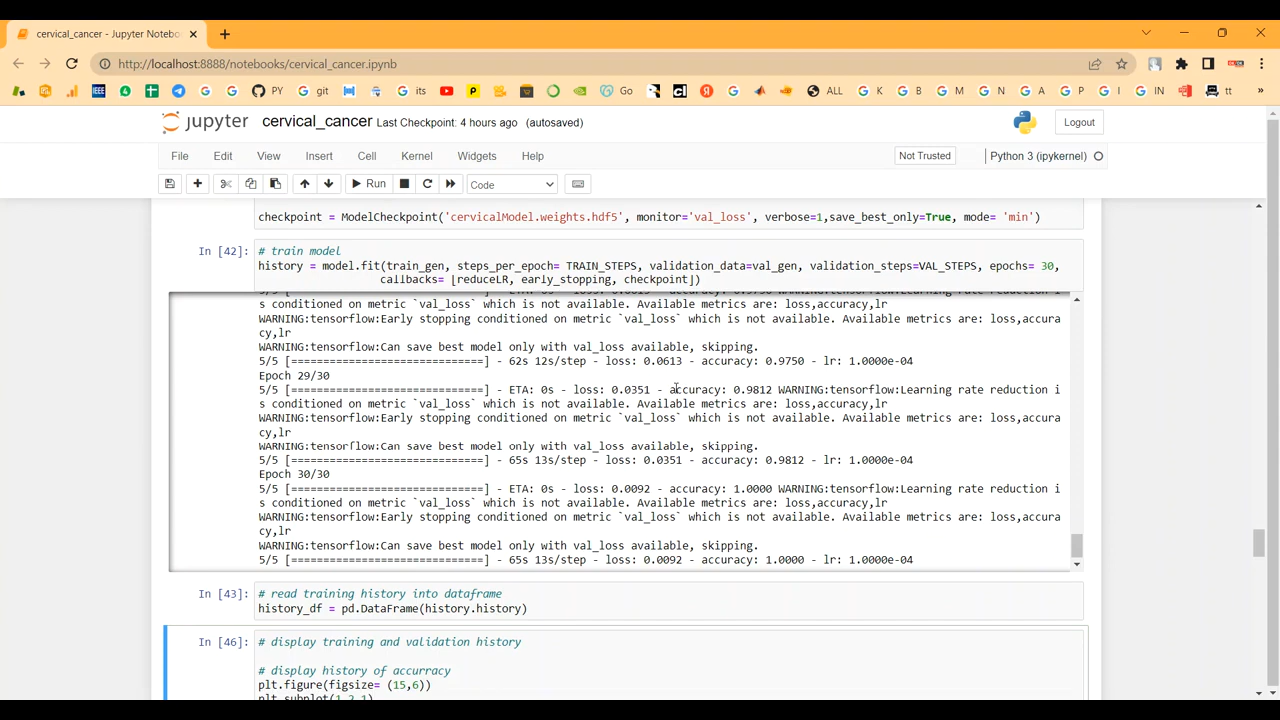 cervical_cancer - Jupyter Notebo
http://localhost:8888/notebooks/cervical_cancer.ipynb
IEEE PY git its Go ALL K B M N A P I IN tt »
jupyter cervical_cancer Last Checkpoint: 4 hours ago (autosaved) Logout
File Edit View Insert Cell Kernel Widgets Help Not Trusted Python 3 (ipykernel)
Run Code
checkpoint = ModelCheckpoint('cervicalModel.weights.hdf5', monitor='val_loss', verbose=1,save_best_only=True, mode= 'min')
In [42]: # train model
history = model.fit(train_gen, steps_per_epoch= TRAIN_STEPS, validation_data=val_gen, validation_steps=VAL_STEPS, epochs= 30,
callbacks= [reduceLR, early_stopping, checkpoint])
s conditioned on metric `val_loss` which is not available. Available metrics are: loss,accuracy,lr
WARNING:tensorflow:Early stopping conditioned on metric `val_loss` which is not available. Available metrics are: loss,accura
cy,lr
WARNING:tensorflow:Can save best model only with val_loss available, skipping.
5/5 [==============================] - 62s 12s/step - loss: 0.0613 - accuracy: 0.9750 - lr: 1.0000e-04
Epoch 29/30
5/5 [==============================] - ETA: 0s - loss: 0.0351 - accuracy: 0.9812 WARNING:tensorflow:Learning rate reduction i
s conditioned on metric `val_loss` which is not available. Available metrics are: loss,accuracy,lr
WARNING:tensorflow:Early stopping conditioned on metric `val_loss` which is not available. Available metrics are: loss,accura
cy,lr
WARNING:tensorflow:Can save best model only with val_loss available, skipping.
5/5 [==============================] - 65s 13s/step - loss: 0.0351 - accuracy: 0.9812 - lr: 1.0000e-04
Epoch 30/30
5/5 [==============================] - ETA: 0s - loss: 0.0092 - accuracy: 1.0000 WARNING:tensorflow:Learning rate reduction i
s conditioned on metric `val_loss` which is not available. Available metrics are: loss,accuracy,lr
WARNING:tensorflow:Early stopping conditioned on metric `val_loss` which is not available. Available metrics are: loss,accura
cy,lr
WARNING:tensorflow:Can save best model only with val_loss available, skipping.
5/5 [==============================] - 65s 13s/step - loss: 0.0092 - accuracy: 1.0000 - lr: 1.0000e-04
In [43]: # read training history into dataframe
history_df = pd.DataFrame(history.history)
In [46]: # display training and validation history
# display history of accurracy
plt.figure(figsize= (15,6))